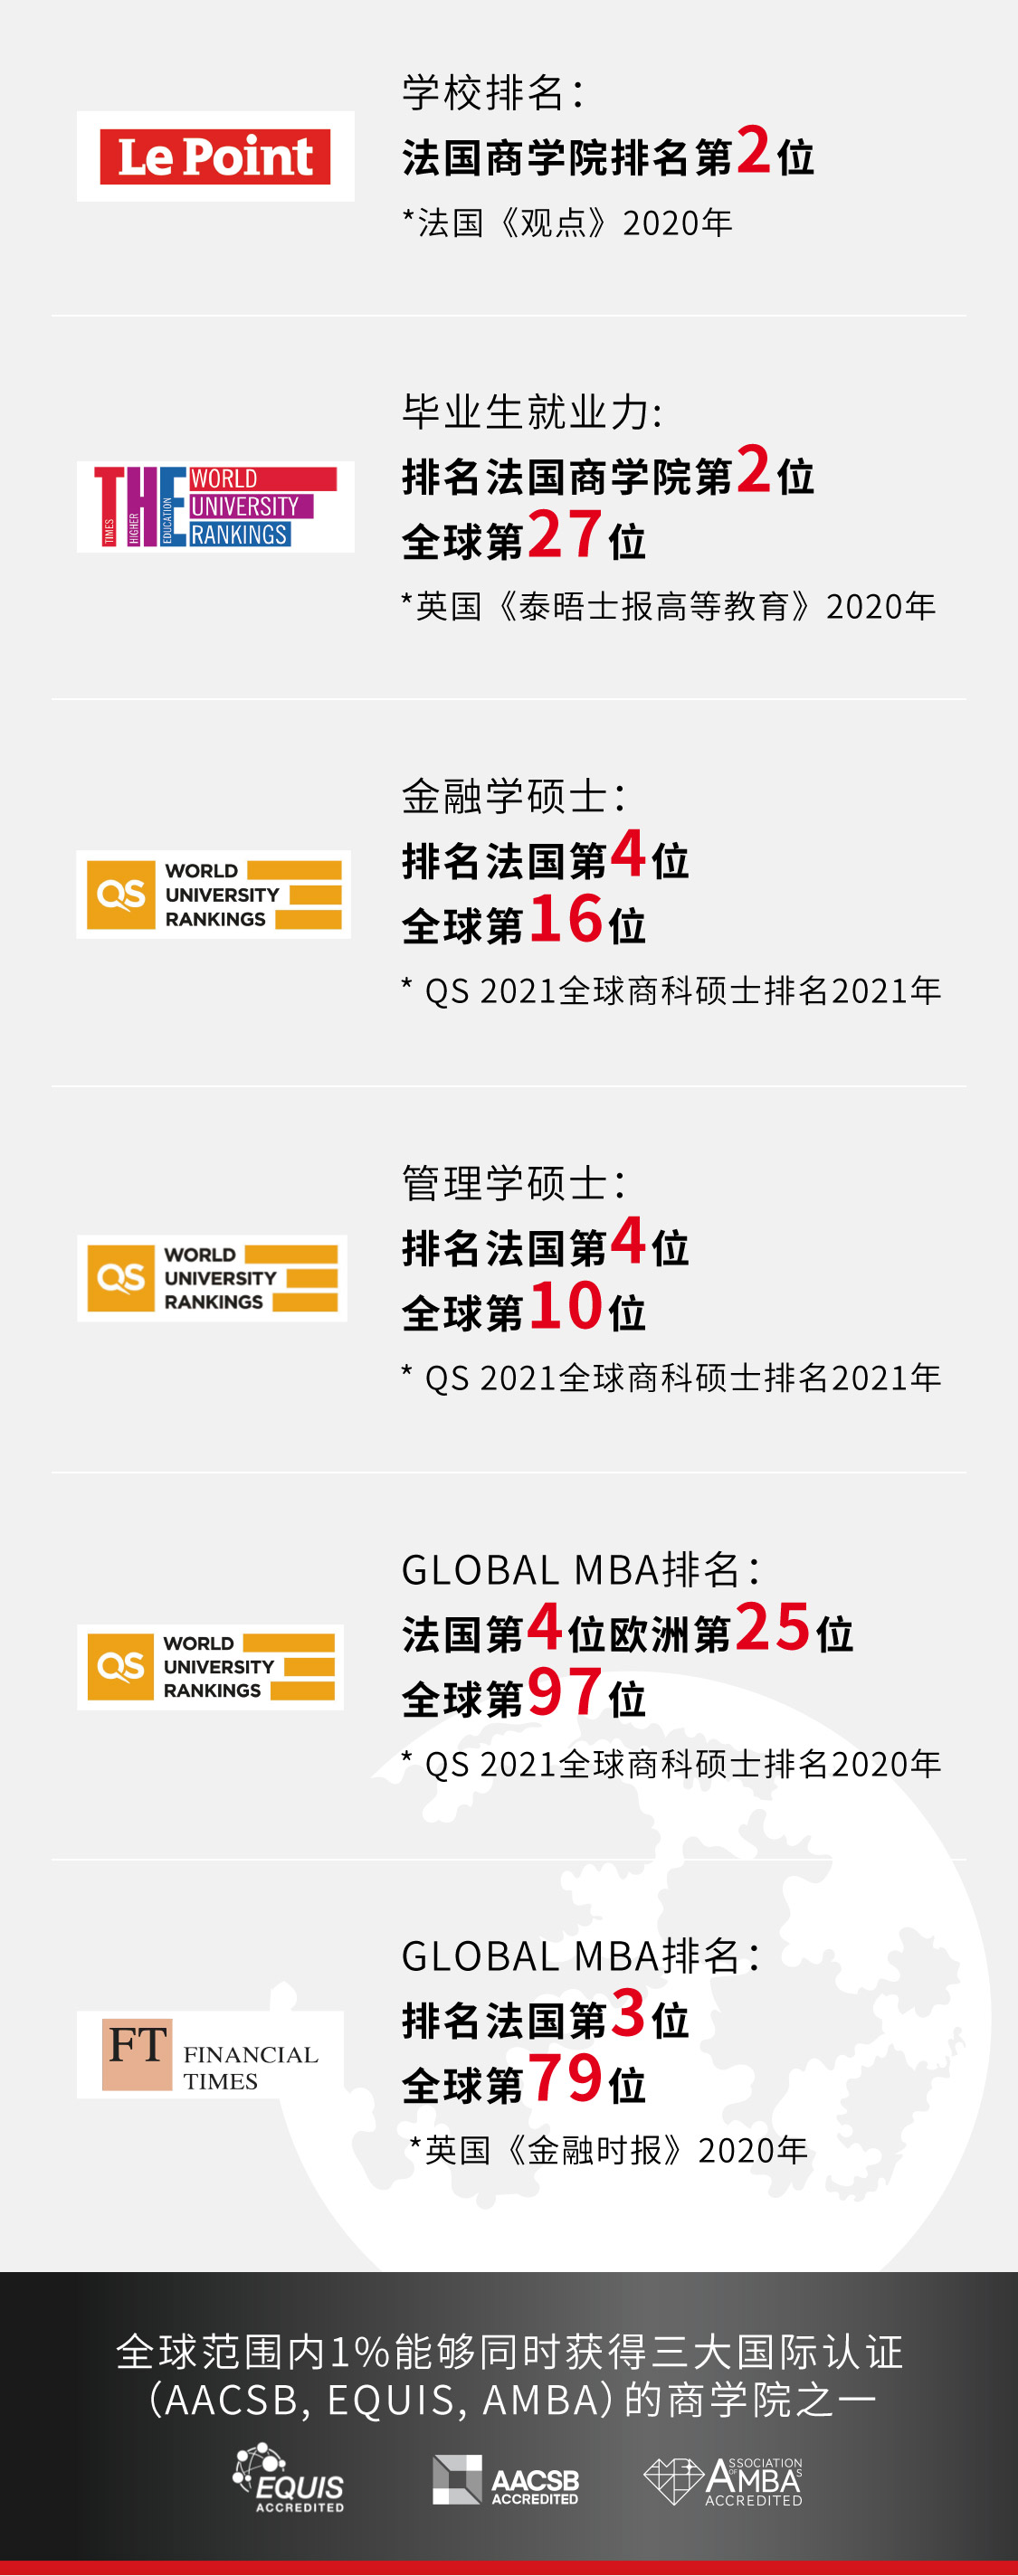 学校排名：
Le Point
法国商学院排名第2位
*法国《观点》2020年
毕业生就业力:
THE WORLD UNIVERSITY RANKINGS
TIMES HIGHER EDUCATION
排名法国商学院第2位
全球第27位
*英国《泰晤士报高等教育》2020年
金融学硕士：
QS
WORLD
UNIVERSITY
RANKINGS
排名法国第4位
全球第16位
* QS 2021全球商科硕士排名2021年
管理学硕士：
QS
WORLD
UNIVERSITY
RANKINGS
排名法国第4位
全球第10位
* QS 2021全球商科硕士排名2021年
GLOBAL MBA排名：
QS
WORLD
UNIVERSITY
RANKINGS
法国第4位欧洲第25位
全球第97位
* QS 2021全球商科硕士排名2020年
GLOBAL MBA排名：
FT
FINANCIAL
TIMES
排名法国第3位
全球第79位
*英国《金融时报》2020年
全球范围内1%能够同时获得三大国际认证
（AACSB, EQUIS, AMBA）的商学院之一
EQUIS
ACCREDITED
AACSB
ACCREDITED
ASSOCIATION
OF AMBAS
ACCREDITED